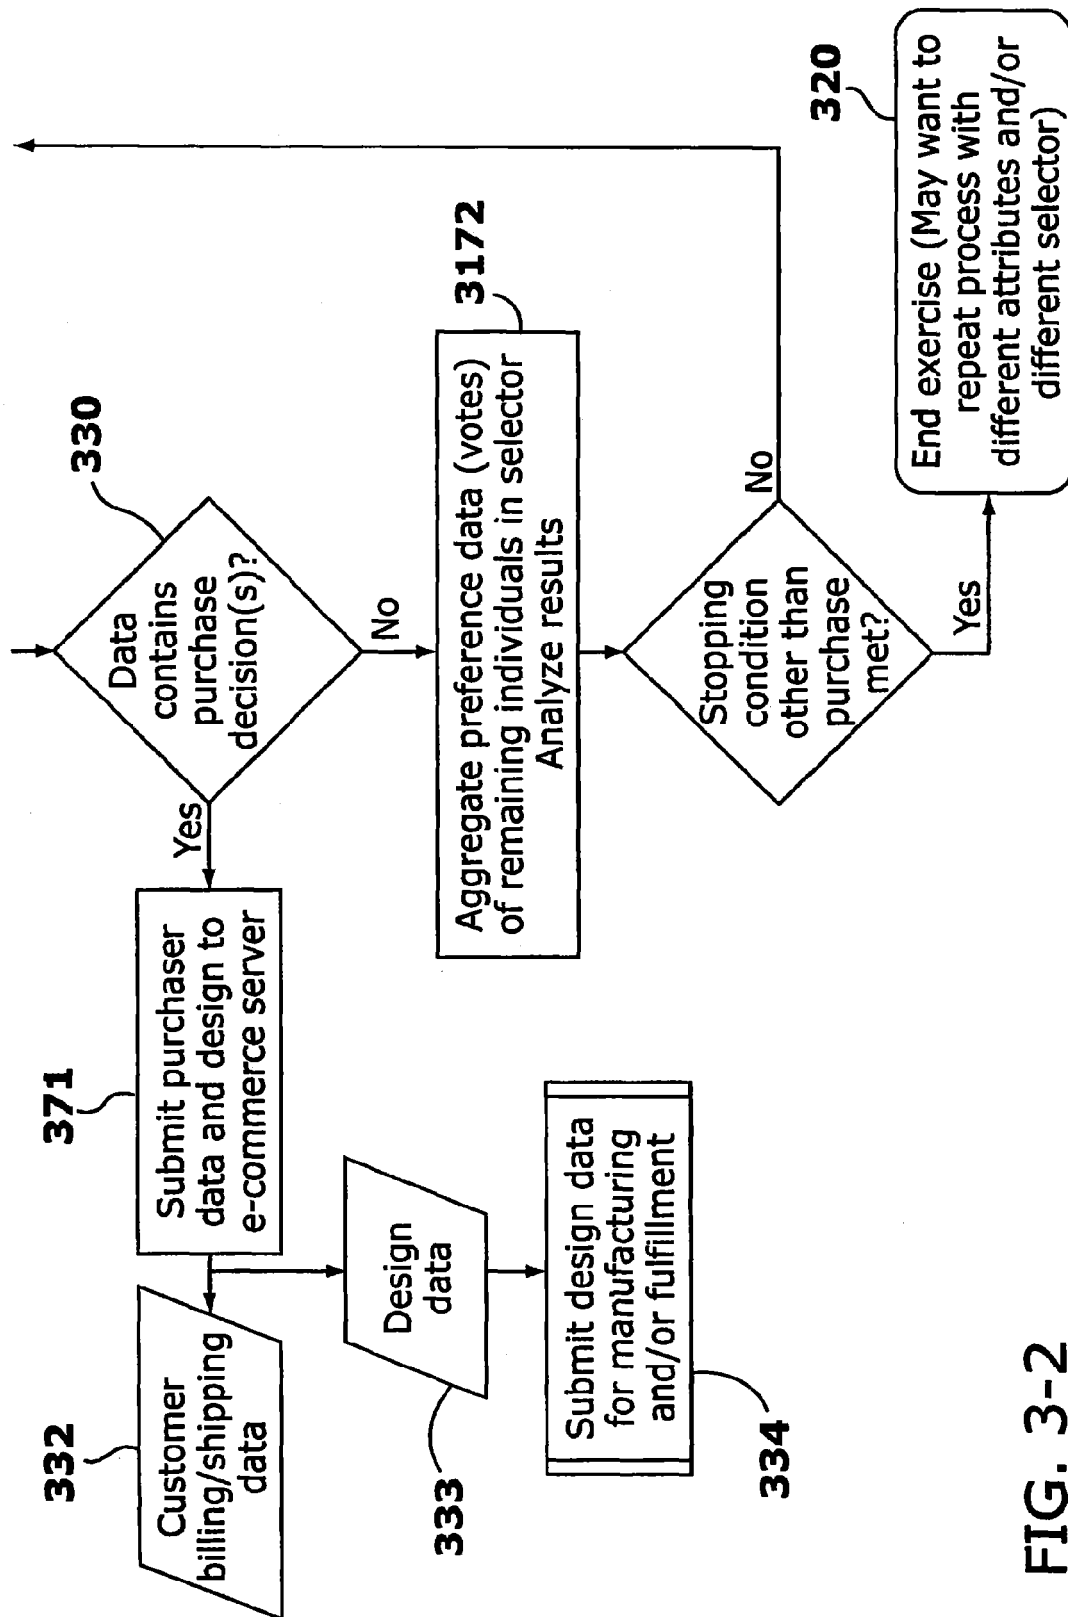 330
Data
contains
purchase
decision(s)?
Yes
No
371
Submit purchaser
data and design to
e-commerce server
332
Customer
billing/shipping
data
333
Design
data
334
Submit design data
for manufacturing
and/or fulfillment
3172
Aggregate preference data (votes)
of remaining individuals in selector
Analyze results
Stopping
condition
other than
purchase
met?
No
Yes
320
End exercise (May want to
repeat process with
different attributes and/or
different selector)
FIG. 3-2